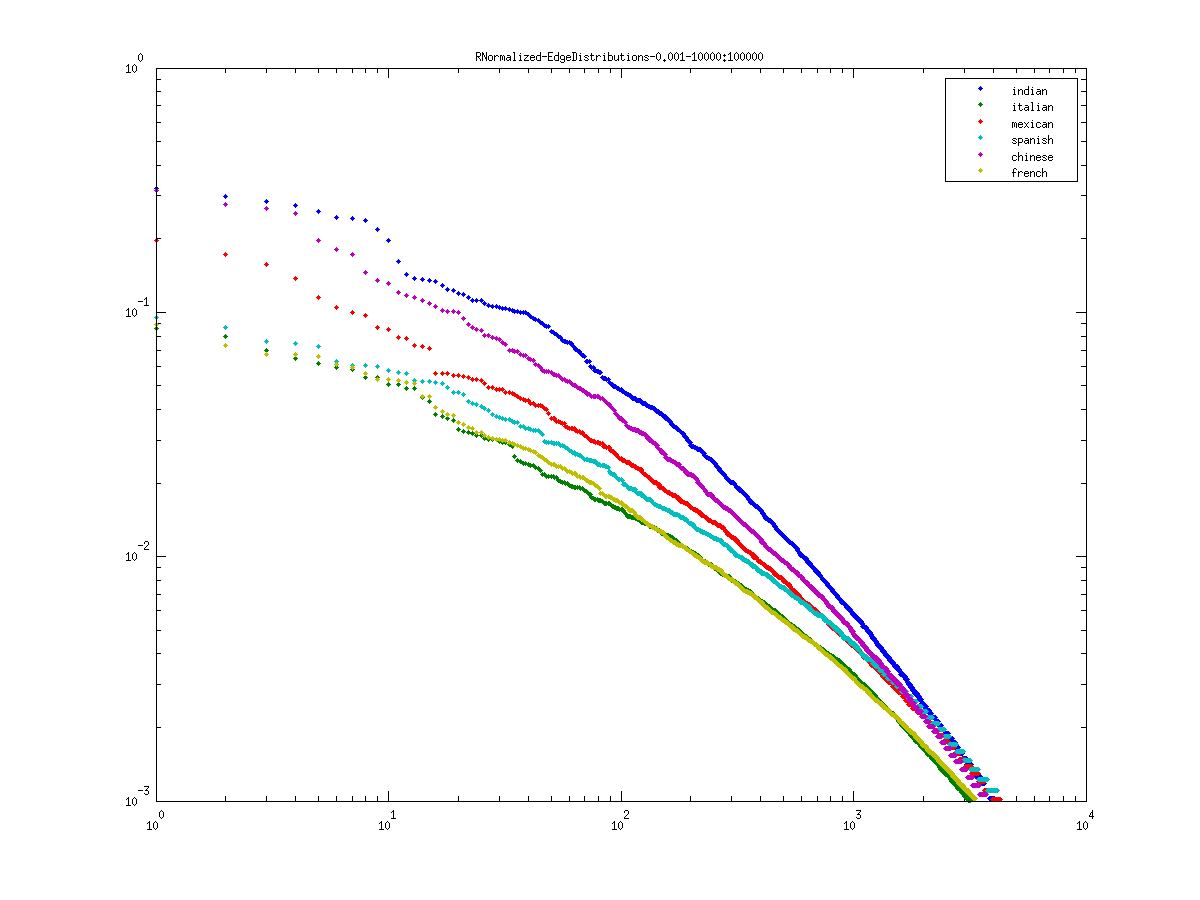 RNormalized-EdgeDistributions-0.001-10000:100000
10^0
10^-1
10^-2
10^-3
indian
italian
mexican
spanish
chinese
french
10^0 10^1 10^2 10^3 10^4